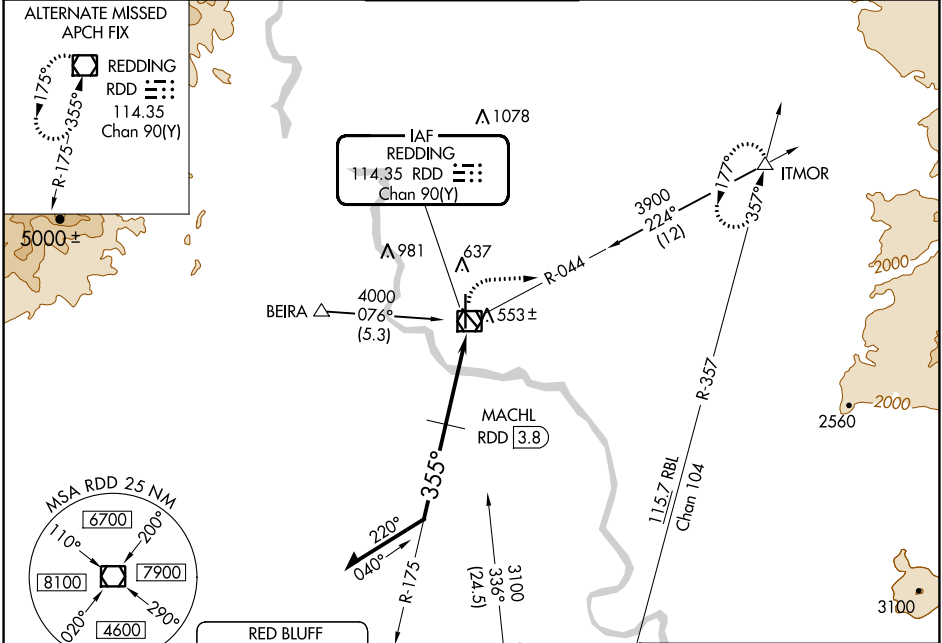 ALTERNATE MISSED
APCH FIX
175°
355°
REDDING
RDD
114.35
Chan 90(Y)
R-175
5000 ±
1078
IAF
REDDING
114.35 RDD
Chan 90(Y)
177°
ITMOR
357°
3900
224°
(12)
R-044
981
637
2000
BEIRA
4000
076°
(5.3)
553 ±
R-357
2000
2560
MACHL
RDD 3.8
355°
115.7 RBL
Chan 104
MSA RDD 25 NM
6700
110°
200°
8100
7900
020°
290°
4600
220°
040°
R-175
3100
336°
(24.5)
3100
RED BLUFF